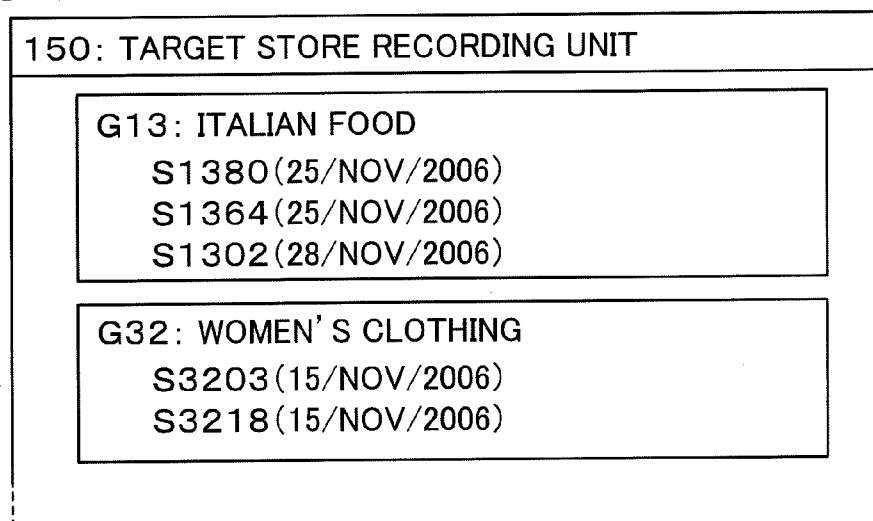 150: TARGET STORE RECORDING UNIT
G13: ITALIAN FOOD
S1380(25/NOV/2006)
S1364(25/NOV/2006)
S1302(28/NOV/2006)
G32: WOMEN'S CLOTHING
S3203(15/NOV/2006)
S3218(15/NOV/2006)